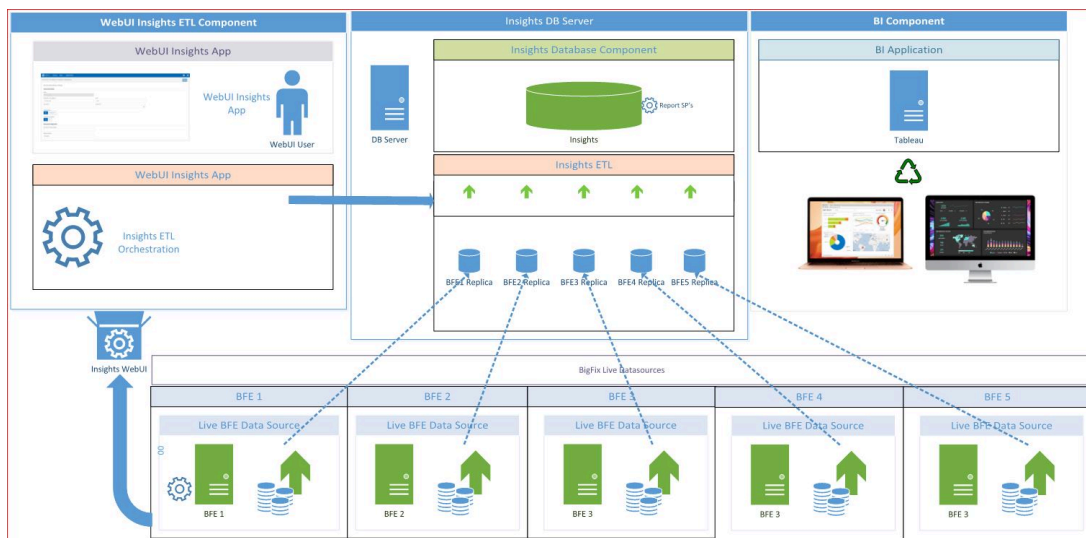 WebUI Insights ETL Component
WebUI Insights App
WebUI Insights
App
WebUI User
WebUI Insights App
Insights ETL
Orchestration
Insights WebUI
Insights DB Server
DB Server
Insights Database Component
Report SP's
Insights
Insights ETL
BFE1 Replica
BFE2 Replica
BFE3 Replica
BFE4 Replica
BFE5 Replica
BI Component
BI Application
Tableau
BigFix Live Datasources
BFE 1
BFE 2
BFE 3
BFE 4
BFE 5
Live BFE Data Source
Live BFE Data Source
Live BFE Data Source
Live BFE Data Source
Live BFE Data Source
BFE 1
BFE 2
BFE 3
BFE 3
BFE 3